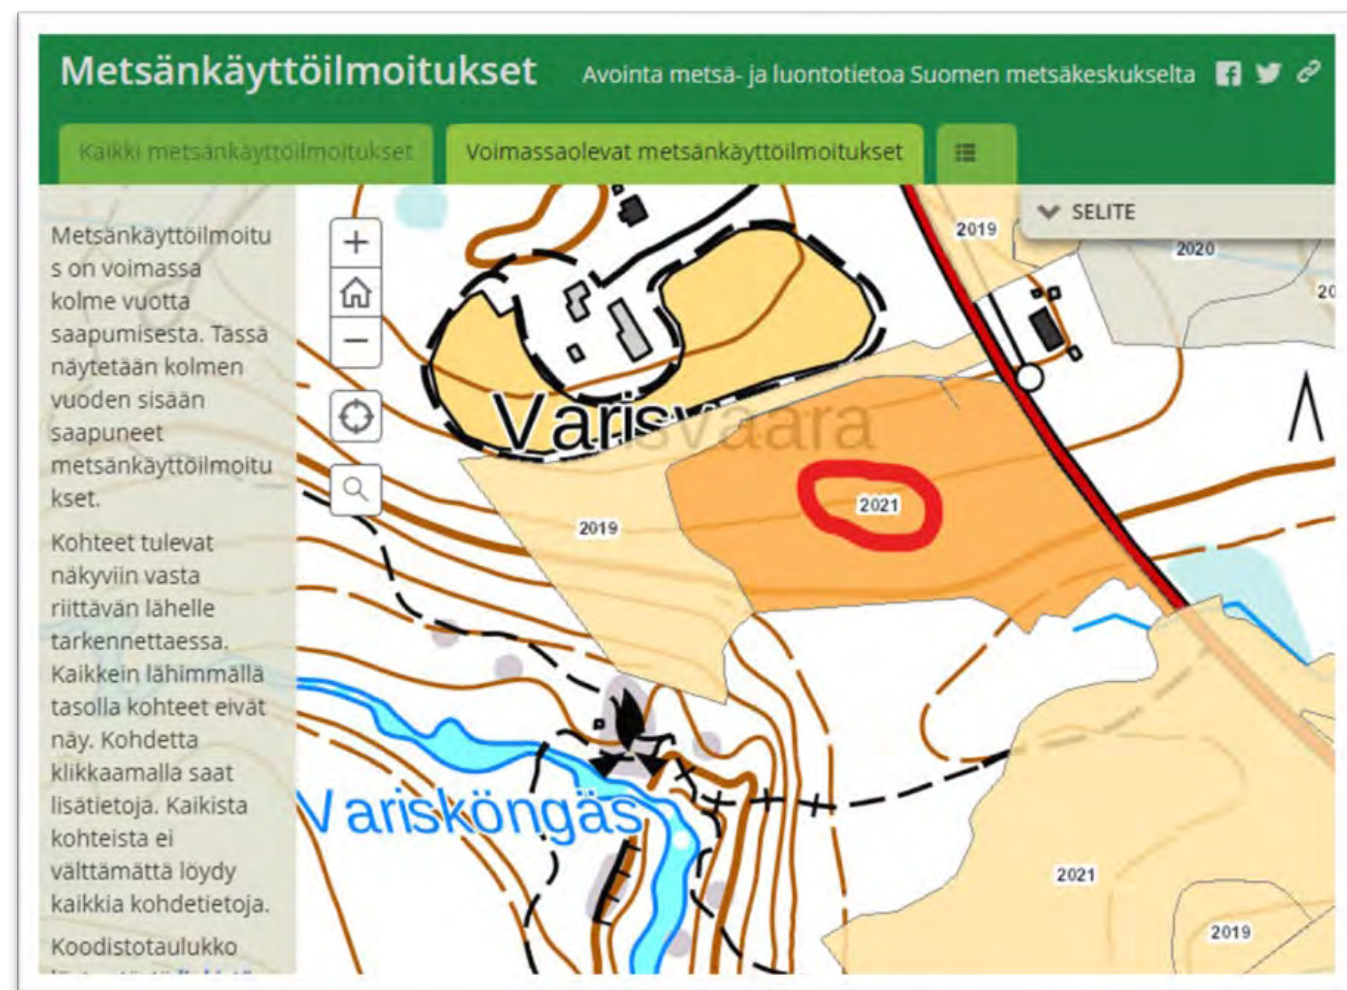 Metsänkäyttöilmoitukset
Avointa metsä- ja luontotietoa Suomen metsäkeskukselta
Kaikki metsänkäyttöilmoitukset
Voimassaolevat metsänkäyttöilmoitukset
SELITE
Metsänkäyttöilmoitu
s on voimassa
kolme vuotta
saapumisesta. Tässä
näytetään kolmen
vuoden sisään
saapuneet
metsänkäyttöilmoitu
kset.
Kohteet tulevat
näkyviin vasta
riittävän lähelle
tarkennettaessa.
Kaikkein lähimmällä
tasolla kohteet eivät
näy. Kohdetta
klikkaamalla saat
lisätietoja. Kaikista
kohteista ei
välttämättä löydy
kaikkia kohdetietoja.
Koodistotaulukko
2019
2020
20
Varisvaara
2021
2019
Varisköngäs
2021
2019